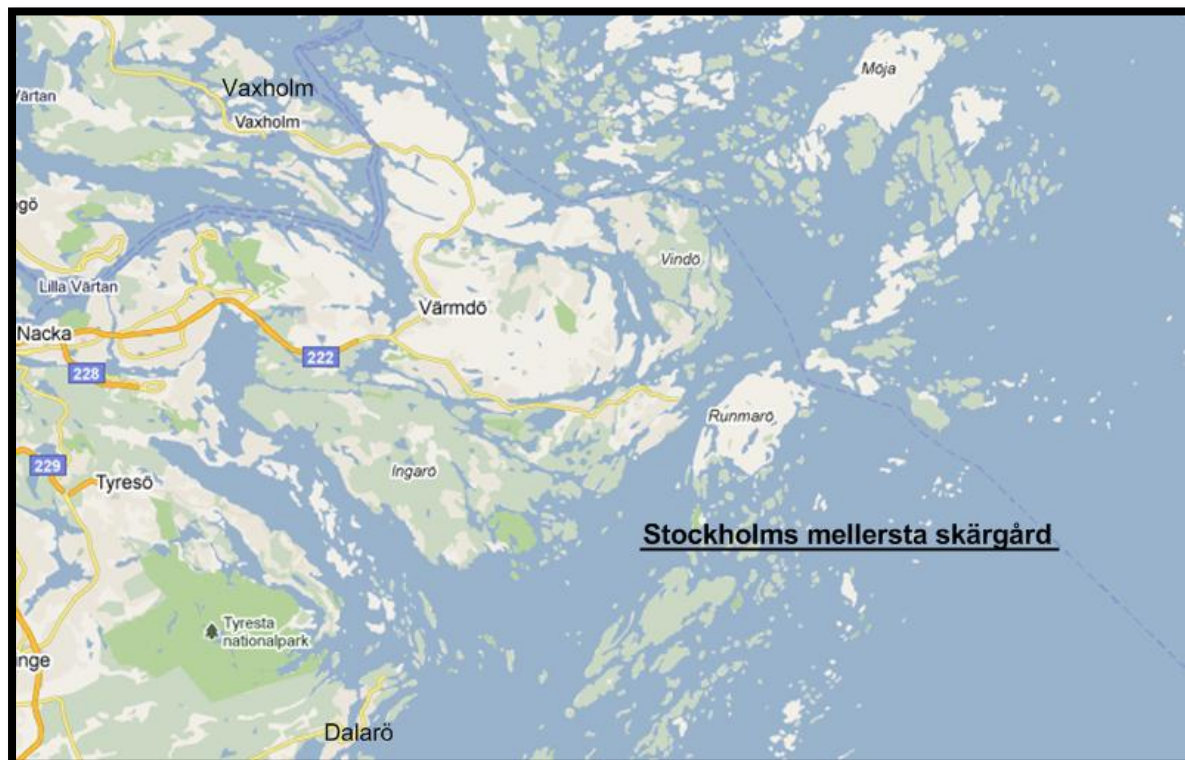 Möja
Vaxholm
Värtan
Vaxholm
gö
Vindö
Lilla Värtan
Värmdö
Nacka
222
228
Runmarö
229
Ingarö
Tyresö
Stockholms mellersta skärgård
Tyresta
nationalpark
inge
Dalarö